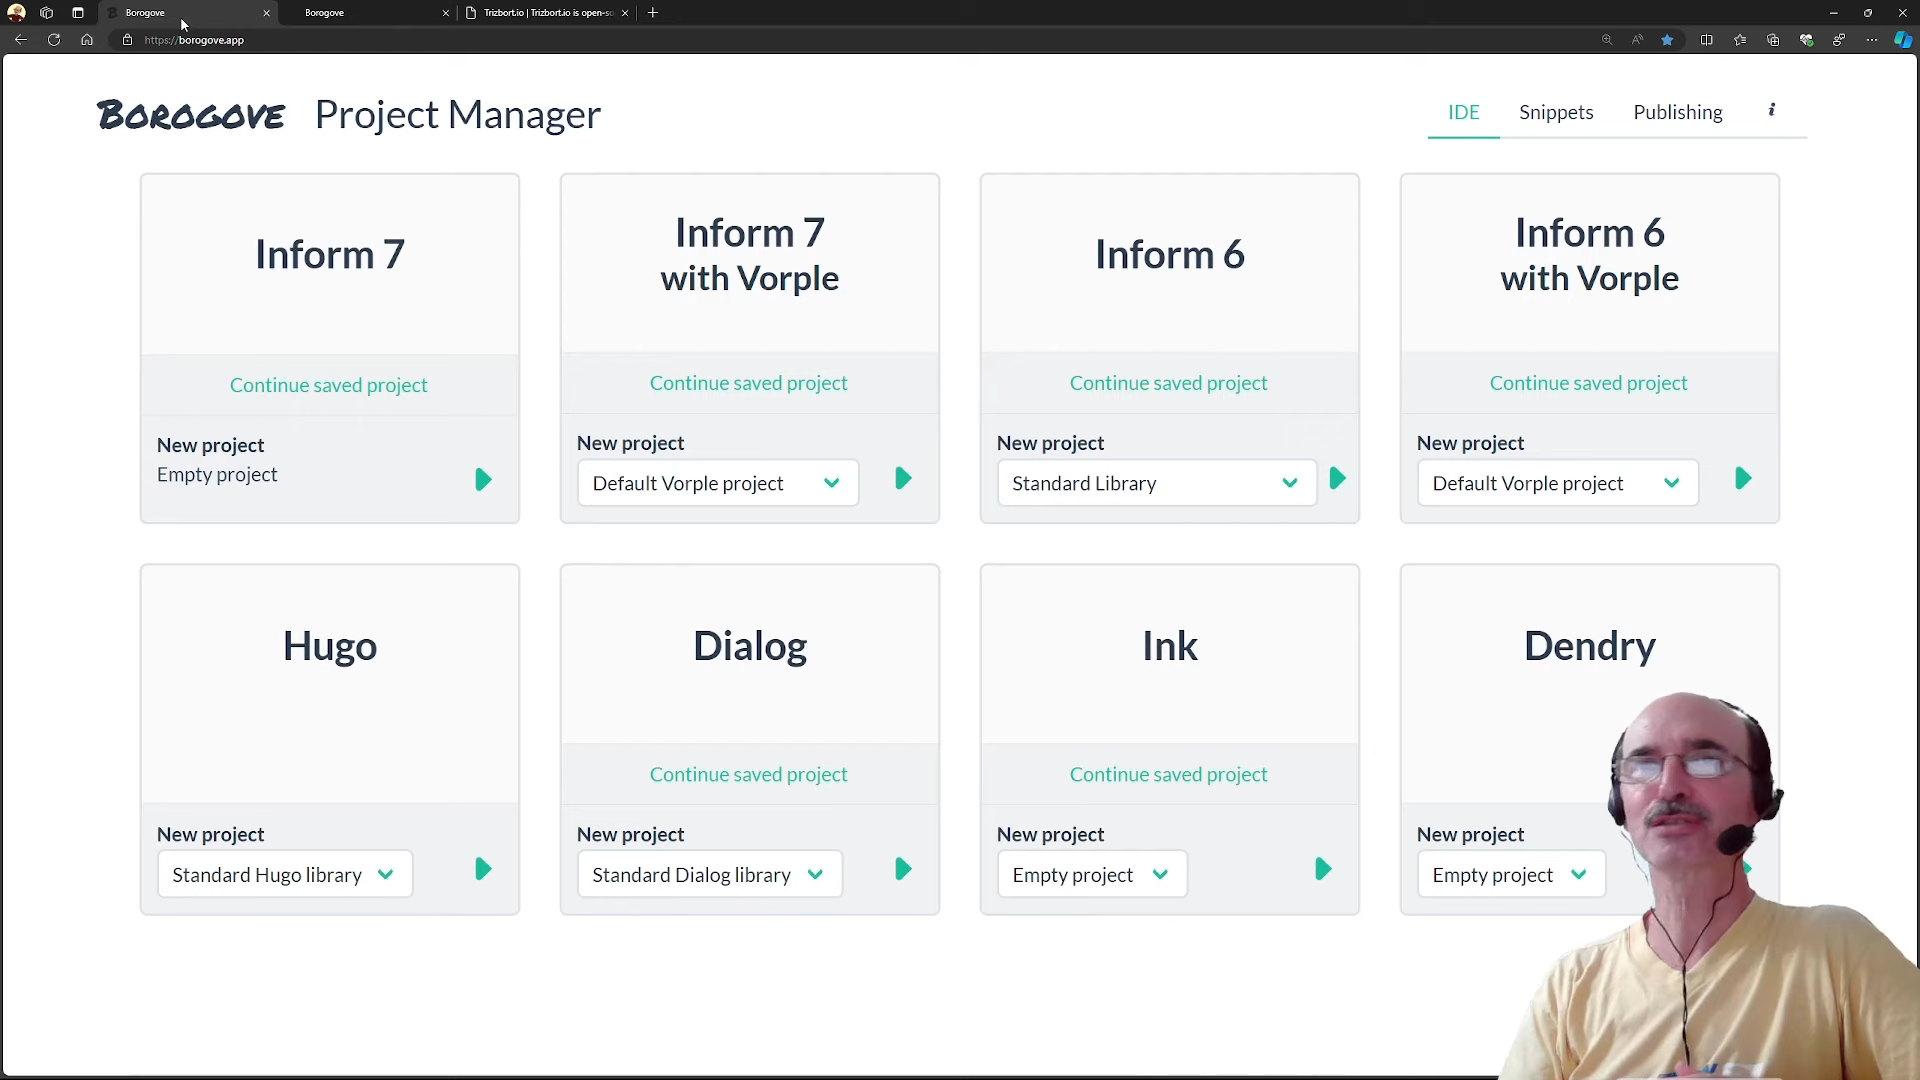 Borogove
Borogove
Trizbort.io | Trizbort.io is open-so
https://borogove.app
BOROGOVE Project Manager
IDE
Snippets
Publishing
i
Inform 7
Continue saved project
New project
Empty project
Inform 7
with Vorple
Continue saved project
New project
Default Vorple project
Inform 6
Continue saved project
New project
Standard Library
Inform 6
with Vorple
Continue saved project
New project
Default Vorple project
Hugo
New project
Standard Hugo library
Dialog
Continue saved project
New project
Standard Dialog library
Ink
Continue saved project
New project
Empty project
Dendry
New project
Empty project